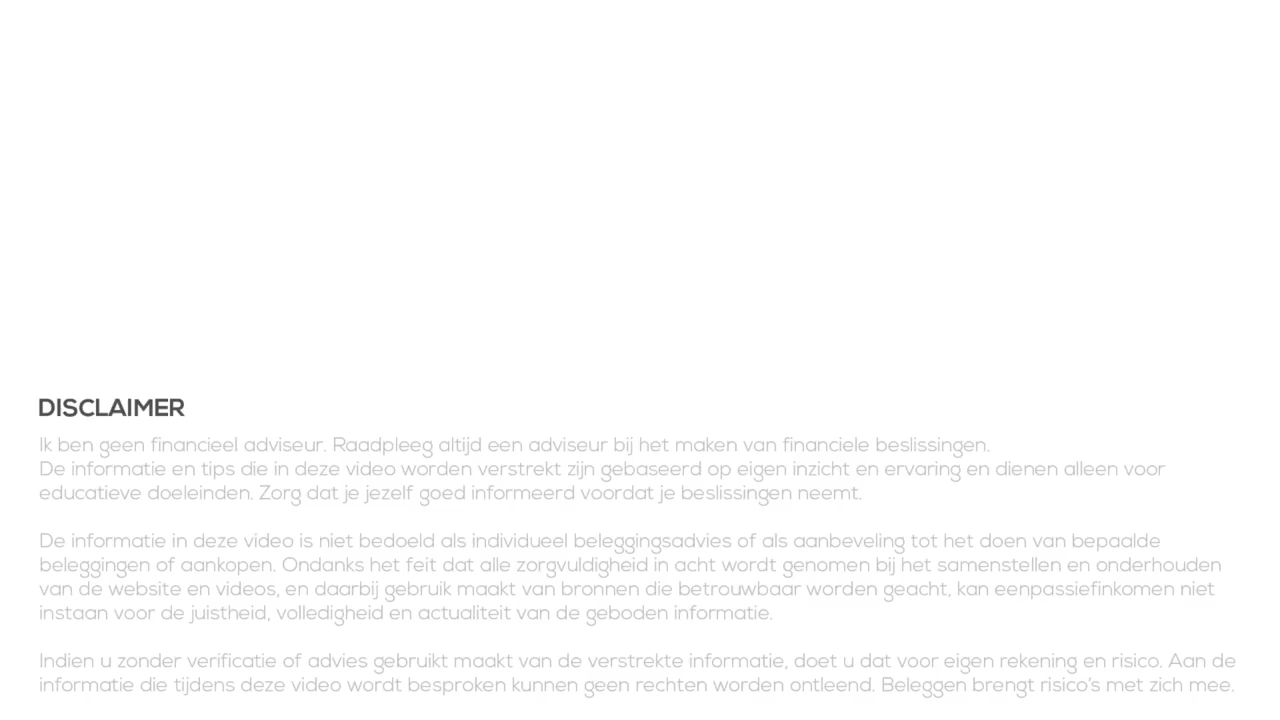 DISCLAIMER
Ik ben geen financieel adviseur. Raadpleeg altijd een adviseur bij het maken van financiele beslissingen.
De informatie en tips die in deze video worden verstrekt zijn gebaseerd op eigen inzicht en ervaring en dienen alleen voor
educatieve doeleinden. Zorg dat je jezelf goed informeerd voordat je beslissingen neemt.
De informatie in deze video is niet bedoeld als individueel beleggingsadvies of als aanbeveling tot het doen van bepaalde
beleggingen of aankopen. Ondanks het feit dat alle zorgvuldigheid in acht wordt genomen bij het samenstellen en onderhouden
van de website en videos, en daarbij gebruik maakt van bronnen die betrouwbaar worden geacht, kan eenpassiefinkomen niet
instaan voor de juistheid, volledigheid en actualiteit van de geboden informatie.
Indien u zonder verificatie of advies gebruikt maakt van de verstrekte informatie, doet u dat voor eigen rekening en risico. Aan de
informatie die tijdens deze video wordt besproken kunnen geen rechten worden ontleend. Beleggen brengt risico's met zich mee.